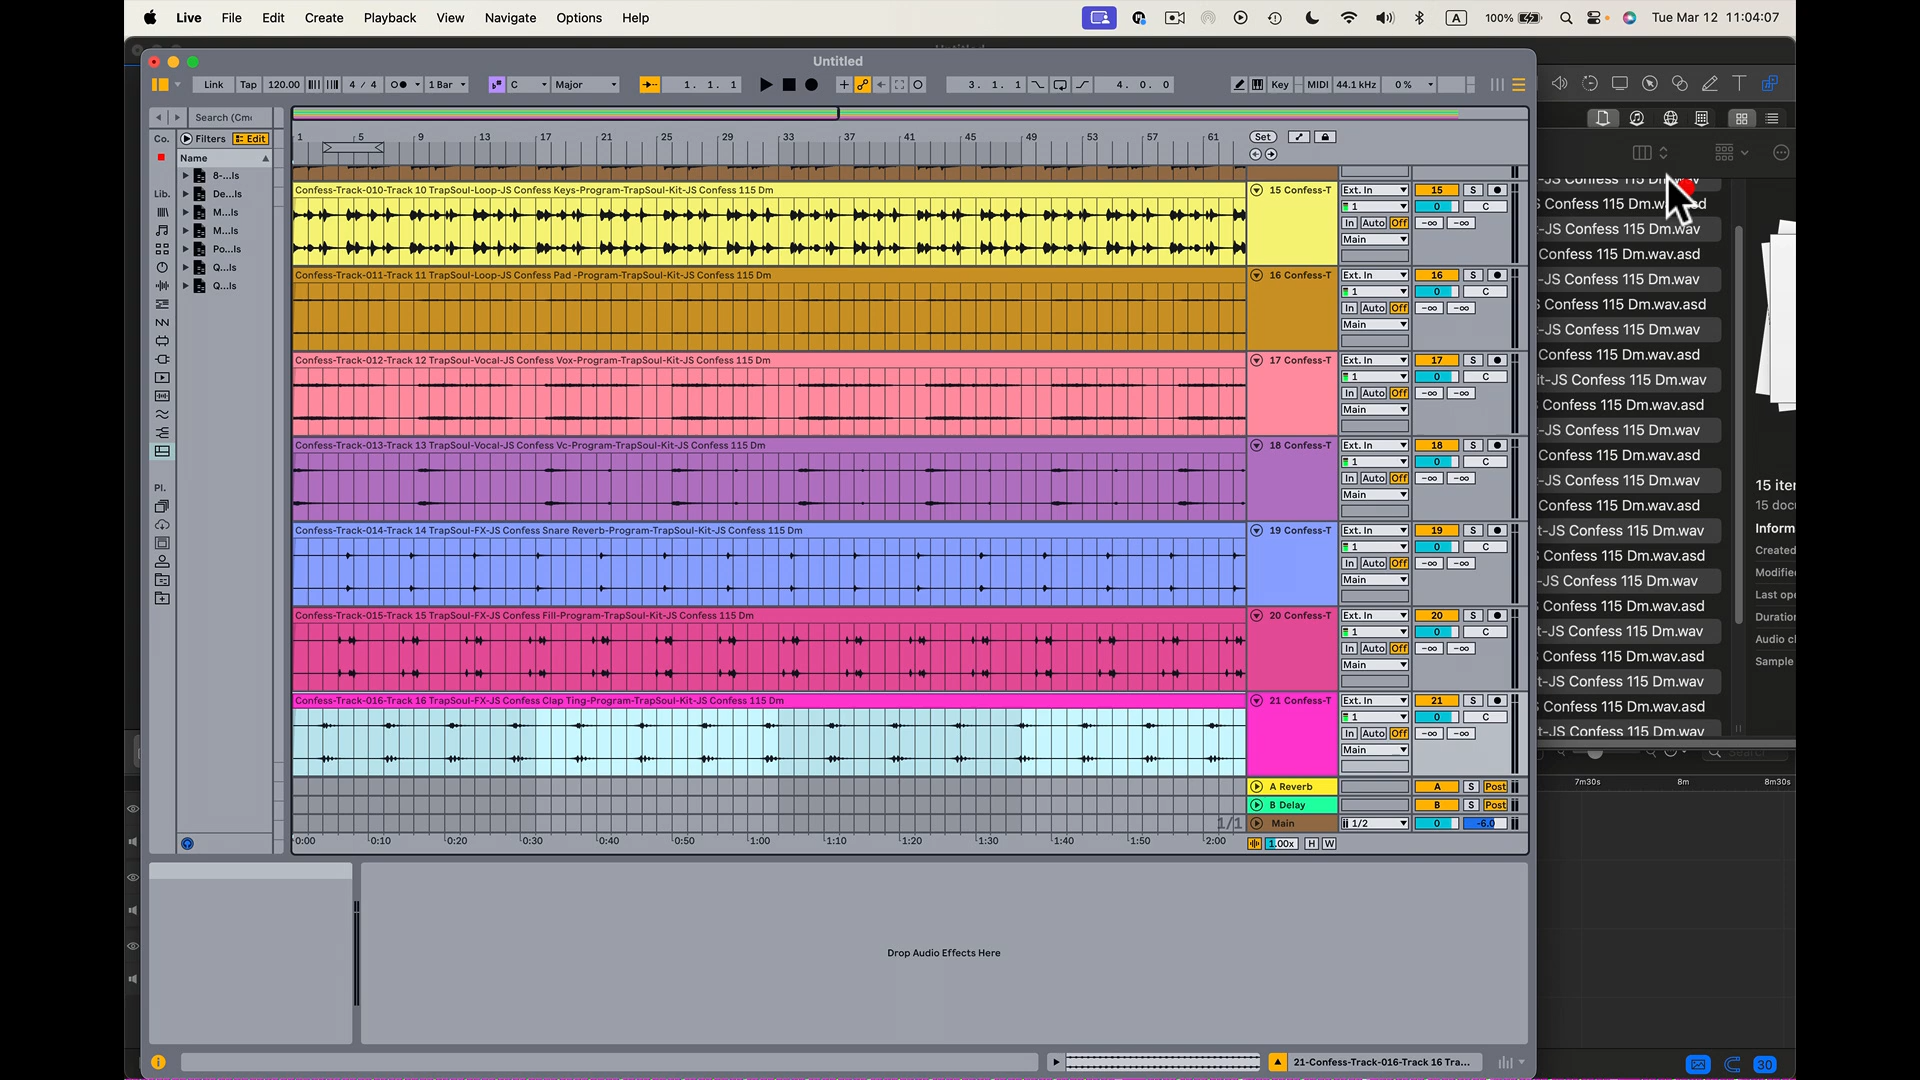 Live File Edit Create Playback View Navigate Options Help
A 100% Tue Mar 12 11:04:07
Untitled
Link Tap 120.00 4 / 4 1 Bar C Major 1. 1. 1 3. 1. 1 4. 0. 0 Key MIDI 44.1 kHz 0 %
Search (Cmd
Co. Filters Edit
Name
8-...ls
Lib. De...ls
M...ls
M...ls
Po...ls
Q...ls
Q...ls
Pl.
1 5 9 13 17 21 25 29 33 37 41 45 49 53 57 61
Set
Confess-Track-010-Track 10 TrapSoul-Loop-JS Confess Keys-Program-TrapSoul-Kit-JS Confess 115 Dm
15 Confess-T Ext. In 15 S
1 0 C
In Auto Off -∞ -∞
Main
Confess-Track-011-Track 11 TrapSoul-Loop-JS Confess Pad -Program-TrapSoul-Kit-JS Confess 115 Dm
16 Confess-T Ext. In 16 S
1 0 C
In Auto Off -∞ -∞
Main
Confess-Track-012-Track 12 TrapSoul-Vocal-JS Confess Vox-Program-TrapSoul-Kit-JS Confess 115 Dm
17 Confess-T Ext. In 17 S
1 0 C
In Auto Off -∞ -∞
Main
Confess-Track-013-Track 13 TrapSoul-Vocal-JS Confess Vc-Program-TrapSoul-Kit-JS Confess 115 Dm
18 Confess-T Ext. In 18 S
1 0 C
In Auto Off -∞ -∞
Main
Confess-Track-014-Track 14 TrapSoul-FX-JS Confess Snare Reverb-Program-TrapSoul-Kit-JS Confess 115 Dm
19 Confess-T Ext. In 19 S
1 0 C
In Auto Off -∞ -∞
Main
Confess-Track-015-Track 15 TrapSoul-FX-JS Confess Fill-Program-TrapSoul-Kit-JS Confess 115 Dm
20 Confess-T Ext. In 20 S
1 0 C
In Auto Off -∞ -∞
Main
Confess-Track-016-Track 16 TrapSoul-FX-JS Confess Clap Ting-Program-TrapSoul-Kit-JS Confess 115 Dm
21 Confess-T Ext. In 21 S
1 0 C
In Auto Off -∞ -∞
Main
A Reverb A S Post
B Delay B S Post
1/1 Main 1/2 0 -6.0
0:00 0:10 0:20 0:30 0:40 0:50 1:00 1:10 1:20 1:30 1:40 1:50 2:00
1.00x H W
Drop Audio Effects Here
21-Confess-Track-016-Track 16 Tra...
Confess 115 Dm.wav
t-JS Confess 115 Dm.wav
Confess 115 Dm.wav.asd
-JS Confess 115 Dm.wav
S Confess 115 Dm.wav.asd
-JS Confess 115 Dm.wav
Confess 115 Dm.wav.asd
it-JS Confess 115 Dm.wav
Confess 115 Dm.wav.asd
-JS Confess 115 Dm.wav
Confess 115 Dm.wav.asd
-JS Confess 115 Dm.wav
Confess 115 Dm.wav.asd
t-JS Confess 115 Dm.wav
S Confess 115 Dm.wav.asd
-JS Confess 115 Dm.wav
Confess 115 Dm.wav.asd
t-JS Confess 115 Dm.wav
Confess 115 Dm.wav.asd
t-JS Confess 115 Dm.wav
Confess 115 Dm.wav.asd
t-JS Confess 115 Dm.wav
15 iter
15 docu
Inform
Created
Modifie
Last ope
Duratio
Audio cl
Sample
Search
7m30s 8m 8m30s
30